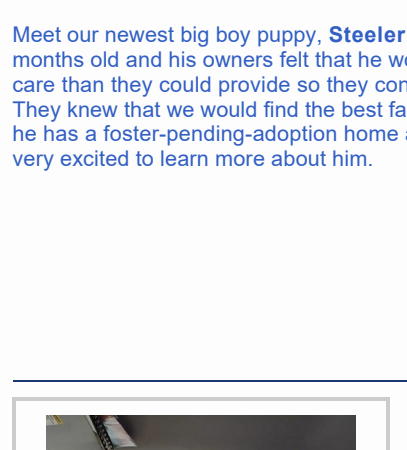 Meet our newest big boy puppy, Steeler
months old and his owners felt that he
care than they could provide so they
They knew that we would find the best
he has a foster-pending-adoption home
very excited to learn more about him.